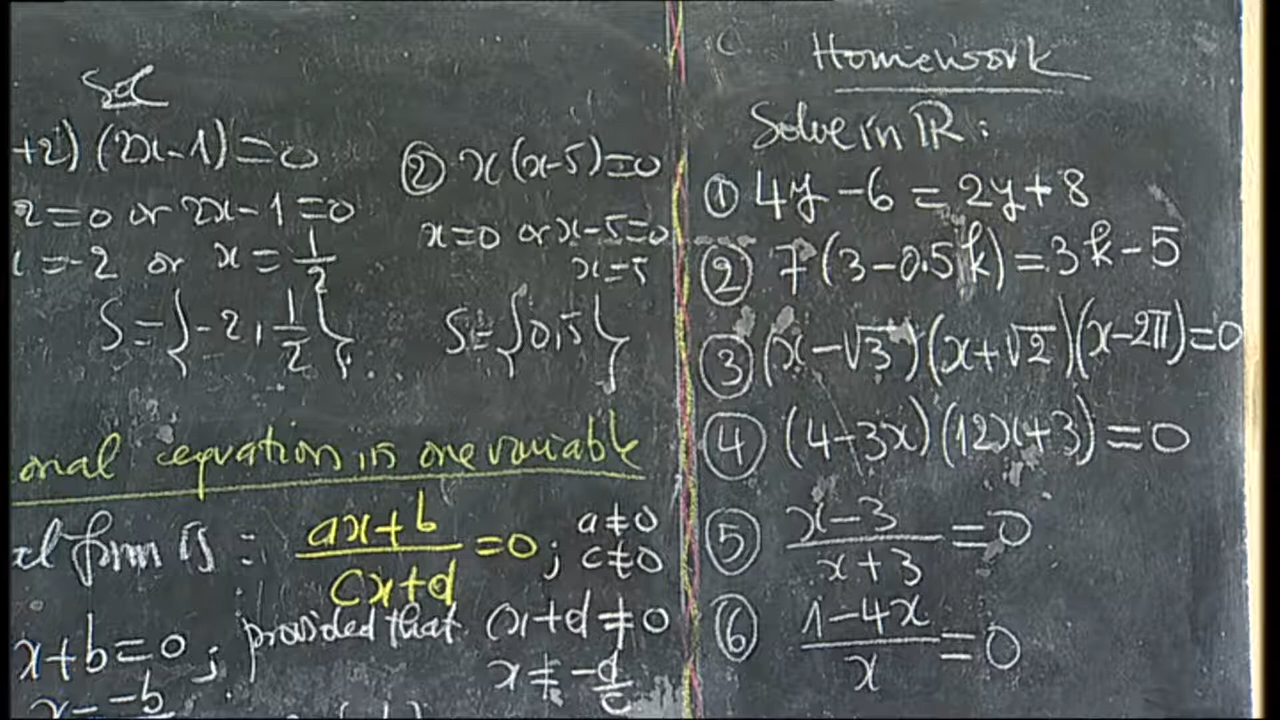 Sol
+2) (2x-1)=0
2=0 or 2x-1=0
x=-2 or x=1/2
S={-2, 1/2}
② x(x-5)=0
x=0 or x-5=0
x=5
S={0,5}
onal equation in one variable
al form is : (ax+b)/(cx+d)=0; a≠0
c≠0
x+b=0; provided that cx+d≠0
x≠-d/c
x=-b
Homework
Solve in ℝ:
① 4y-6=2y+8
② 7(3-0.5k)=3k-5
③ (x-√3)(x+√2)(x-2π)=0
④ (4-3x)(12x+3)=0
⑤ (x-3)/(x+3)=0
⑥ (1-4x)/x=0